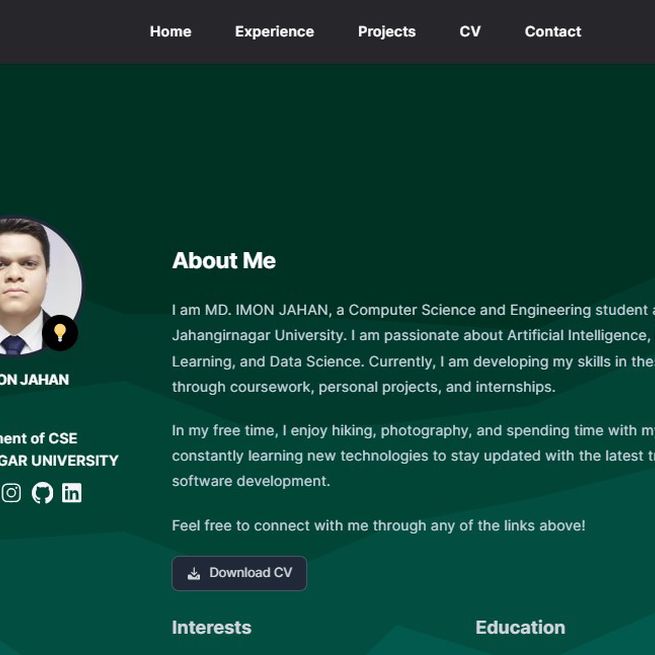 Home Experience Projects CV Contact
About Me
I am MD. IMON JAHAN, a Computer Science and Engineering student
Jahangirnagar University. I am passionate about Artificial Intelligence,
Learning, and Data Science. Currently, I am developing my skills in
through coursework, personal projects, and internships.
In my free time, I enjoy hiking, photography, and spending time with
constantly learning new technologies to stay updated with the latest
software development.
Feel free to connect with me through any of the links above!
Download CV
Interests Education
JAHAN
of CSE
UNIVERSITY